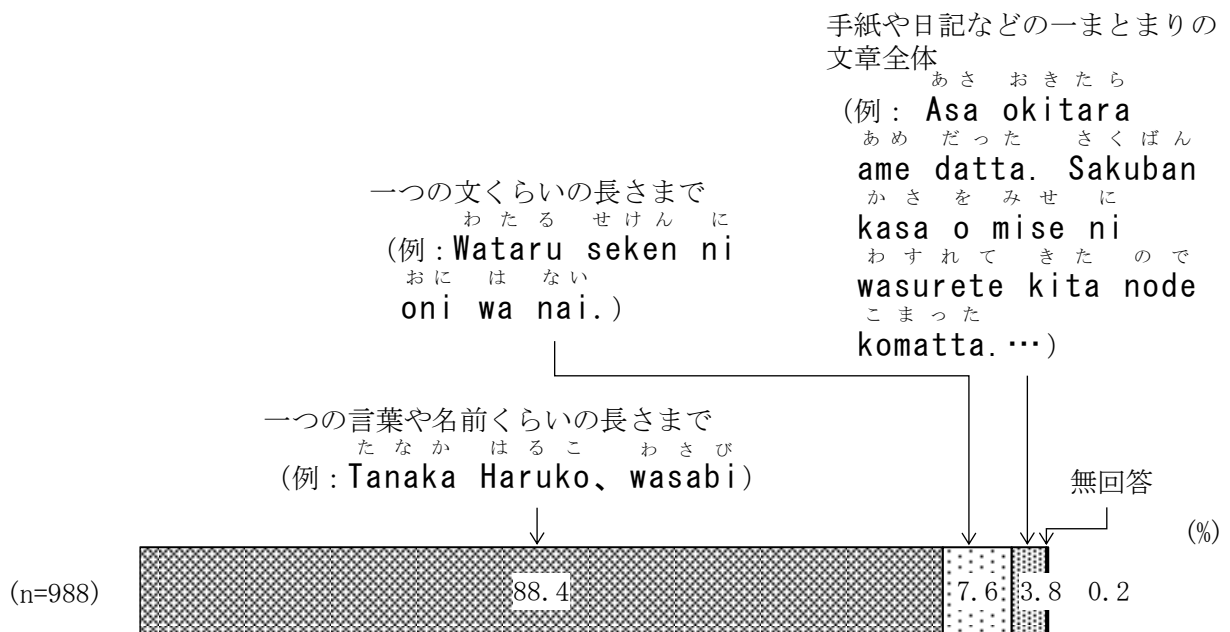 手紙や日記などの一まとまりの
文章全体
あさ おきたら
(例: Asa okitara
あめ だった さくばん
ame datta. Sakuban
かさ を みせ に
kasa o mise ni
わすれて きた ので
wasurete kita node
こまった
komatta.…)
一つの文くらいの長さまで
わたる せけん に
(例:Wataru seken ni
おに は ない
oni wa nai.)
一つの言葉や名前くらいの長さまで
たなか はるこ わさび
(例:Tanaka Haruko、wasabi)
無回答
(%)
(n=988) 88.4 7.6 3.8 0.2